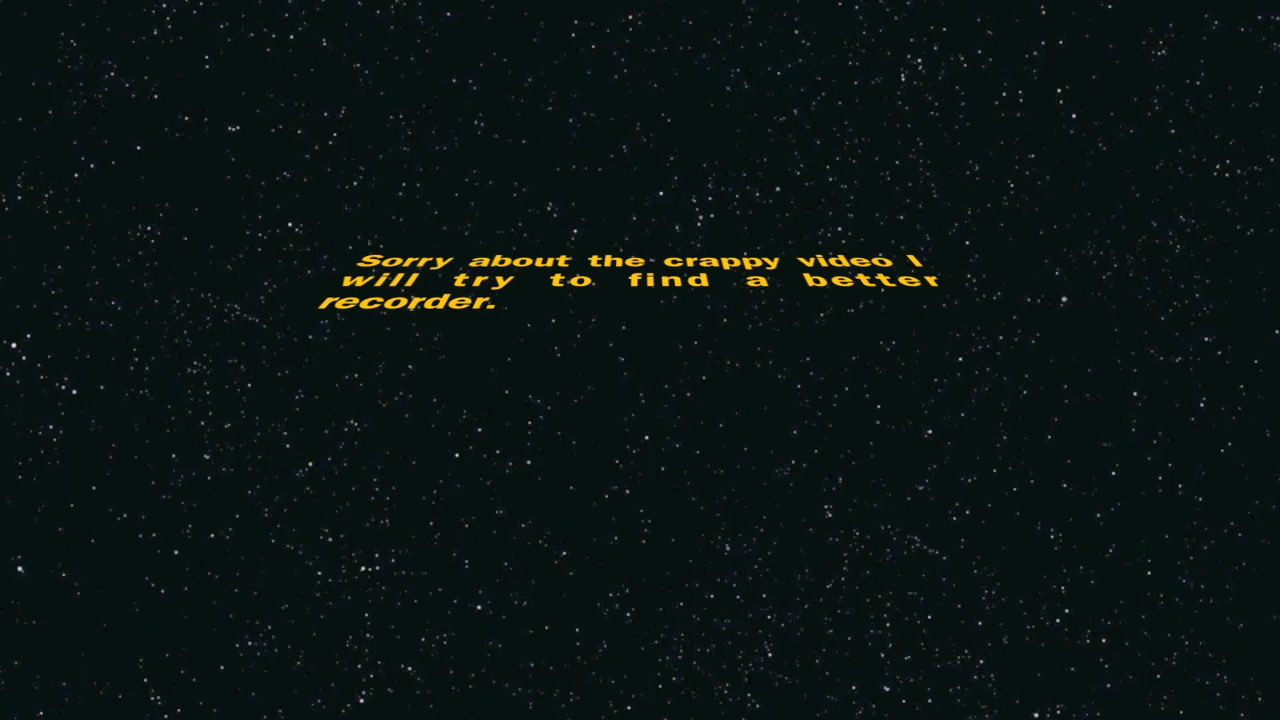 Sorry about the crappy video I
will try to find a better
recorder.